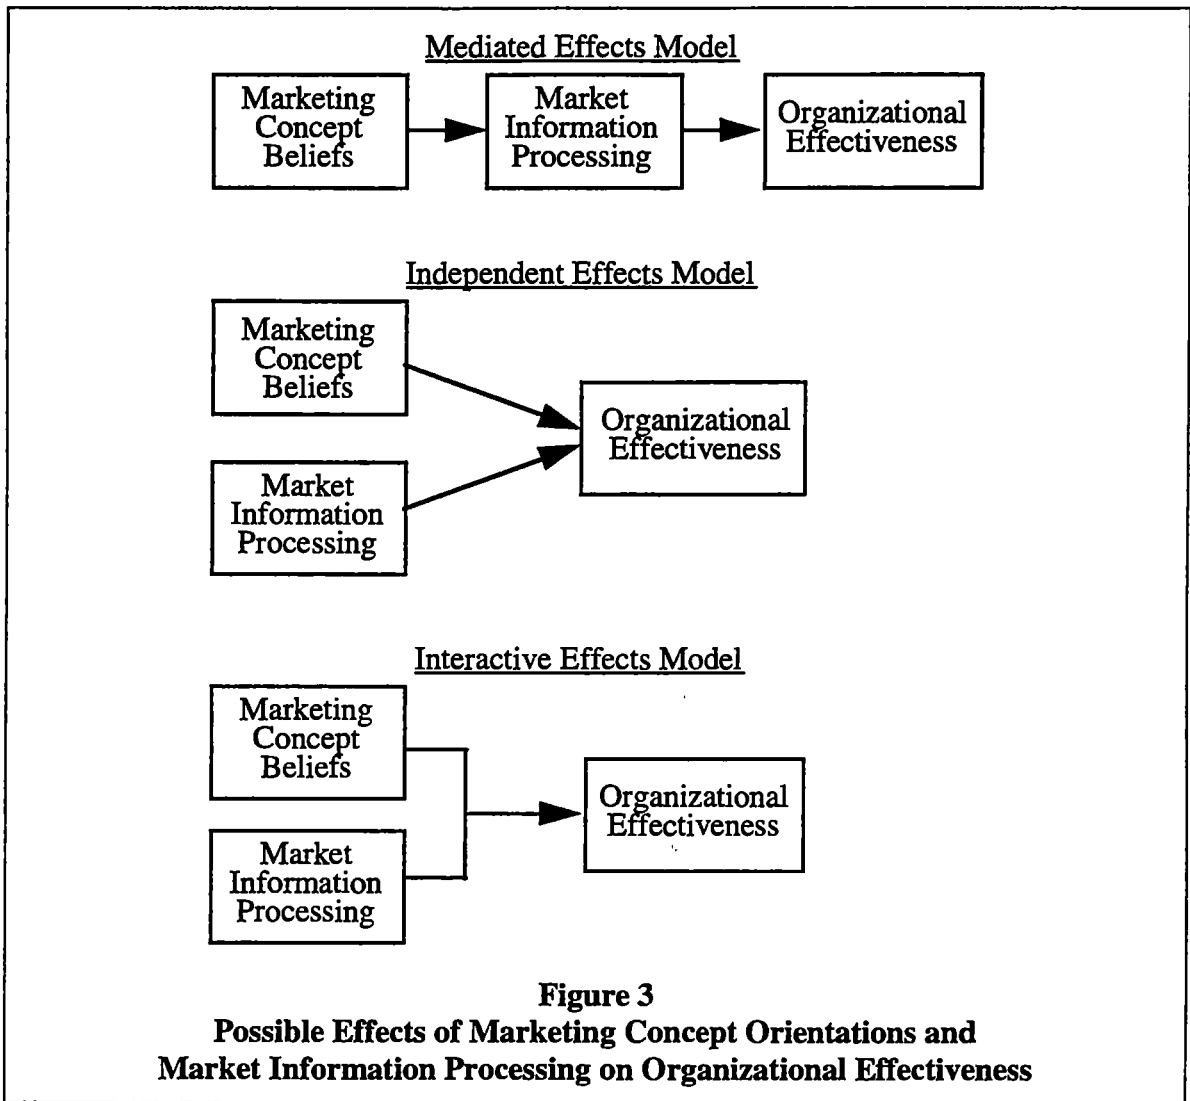 Mediated Effects Model
Marketing
Concept
Beliefs
Market
Information
Processing
Organizational
Effectiveness
Independent Effects Model
Marketing
Concept
Beliefs
Market
Information
Processing
Organizational
Effectiveness
Interactive Effects Model
Marketing
Concept
Beliefs
Market
Information
Processing
Organizational
Effectiveness
Figure 3
Possible Effects of Marketing Concept Orientations and
Market Information Processing on Organizational Effectiveness